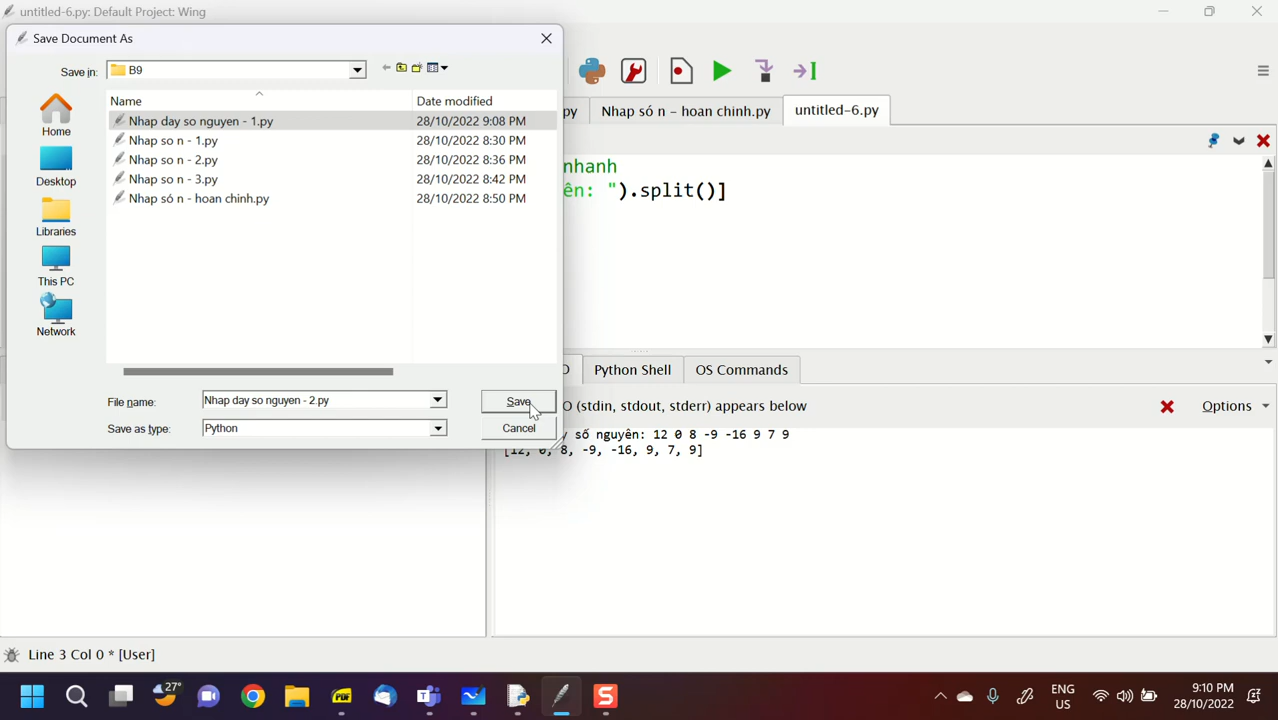 untitled-6.py: Default Project: Wing
Save Document As
Save in: B9
Name Date modified
Nhap day so nguyen - 1.py 28/10/2022 9:08 PM
Nhap so n - 1.py 28/10/2022 8:30 PM
Nhap so n - 2.py 28/10/2022 8:36 PM
Nhap so n - 3.py 28/10/2022 8:42 PM
Nhap só n - hoan chinh.py 28/10/2022 8:50 PM
Home
Desktop
Libraries
This PC
Network
File name: Nhap day so nguyen - 2.py Save
Save as type: Python Cancel
py Nhap só n - hoan chinh.py untitled-6.py
nhanh
ên: ").split()]
O Python Shell OS Commands
O (stdin, stdout, stderr) appears below Options
y số nguyên: 12 0 8 -9 -16 9 7 9
[12, 0, 8, -9, -16, 9, 7, 9]
Line 3 Col 0 * [User]
27°
PDF
S
ENG
US
9:10 PM
28/10/2022